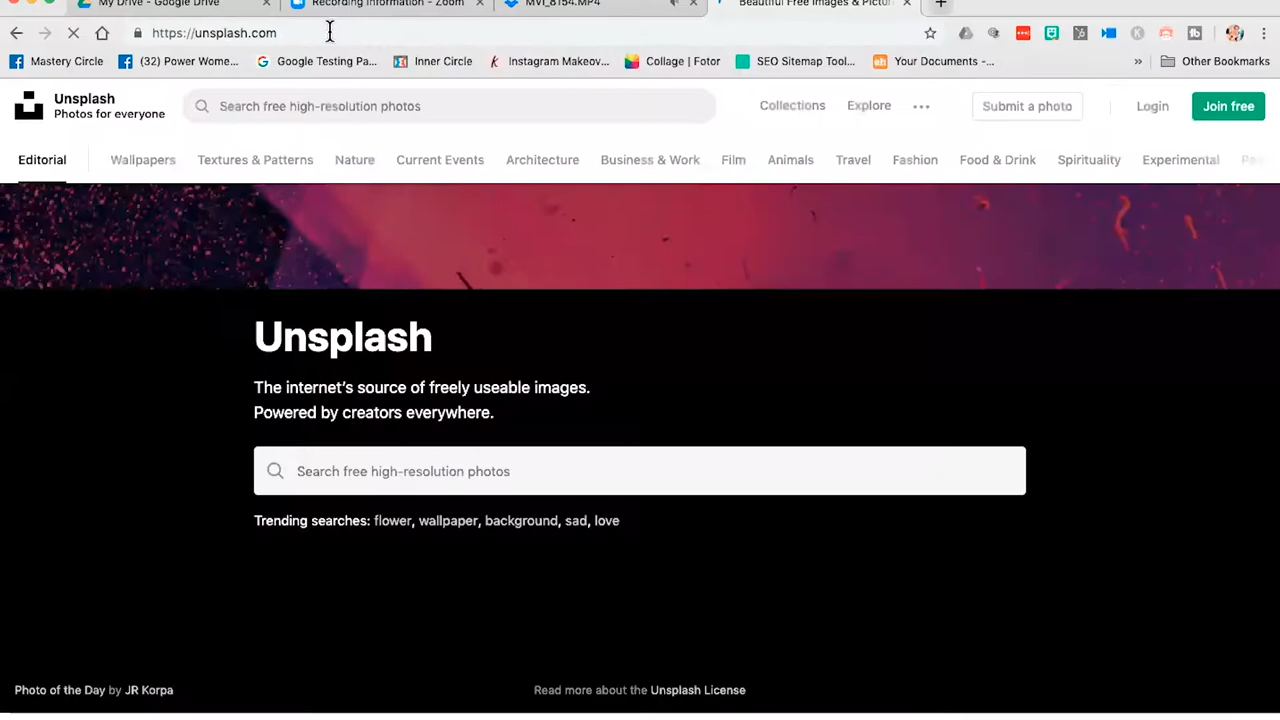 My Drive - Google Drive
Recording Information - Zoom
MVI_8154.MP4
Beautiful Free Images & Pictur
https://unsplash.com
Mastery Circle
(32) Power Wome...
Google Testing Pa...
Inner Circle
Instagram Makeov...
Collage | Fotor
SEO Sitemap Tool...
Your Documents -...
»
Other Bookmarks
Unsplash
Photos for everyone
Search free high-resolution photos
Collections
Explore
Submit a photo
Login
Join free
Editorial
Wallpapers
Textures & Patterns
Nature
Current Events
Architecture
Business & Work
Film
Animals
Travel
Fashion
Food & Drink
Spirituality
Experimental
Unsplash
The internet’s source of freely useable images.
Powered by creators everywhere.
Search free high-resolution photos
Trending searches: flower, wallpaper, background, sad, love
Photo of the Day by JR Korpa
Read more about the Unsplash License